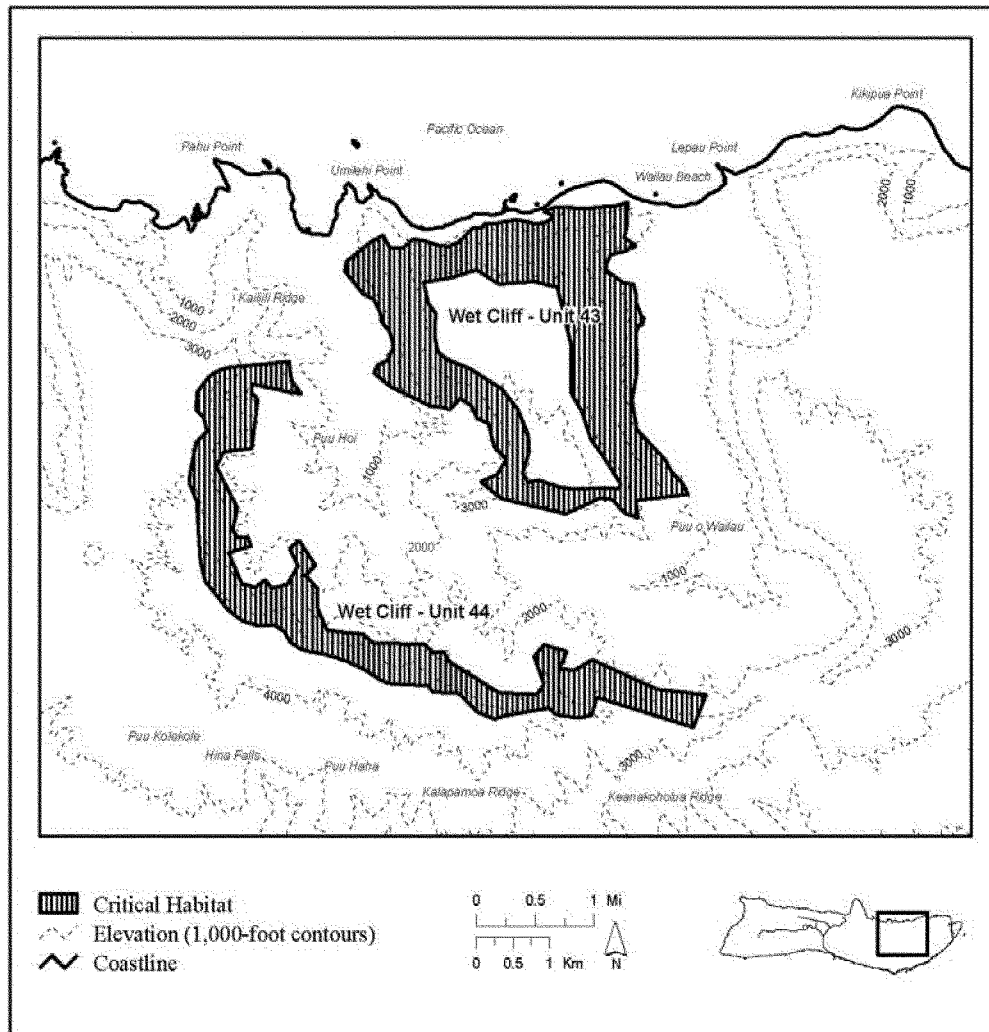 Kikipua Point
Pacific Ocean
Pahu Point
Lepau Point
Umilehi Point
Wailau Beach
2000
1000
Kaijili Ridge
1000
2000
3000
Wet Cliff - Unit 43
Puu Hoi
1000
3000
2000
Puu o Wailau
1000
Wet Cliff - Unit 44
2000
3000
4000
Puu Kolekole
Hina Falls
Puu Haha
3000
Kalapamoa Ridge
Keanakoholua Ridge
Critical Habitat
Elevation (1,000-foot contours)
Coastline
0 0.5 1 Mi
0 0.5 1 Km
N